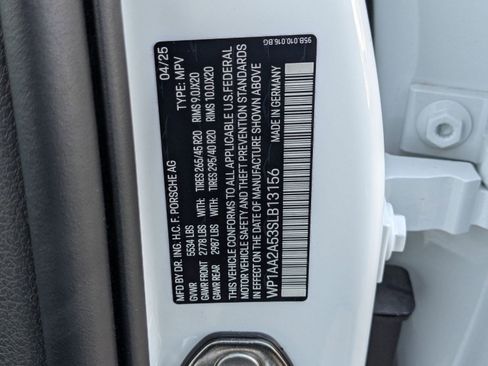 95B.010.016.BG
MFD BY DR. ING. H.C. F. PORSCHE AG 04/25
GVWR 5534 LBS TYPE: MPV
GAWR FRONT 2778 LBS WITH: TIRES 265/45 R20 RIMS 9.0JX20
GAWR REAR 2987 LBS WITH: TIRES 295/40 R20 RIMS 10.0JX20
THIS VEHICLE CONFORMS TO ALL APPLICABLE U.S. FEDERAL
MOTOR VEHICLE SAFETY AND THEFT PREVENTION STANDARDS
IN EFFECT ON THE DATE OF MANUFACTURE SHOWN ABOVE
WP1AA2A53SLB13156 MADE IN GERMANY